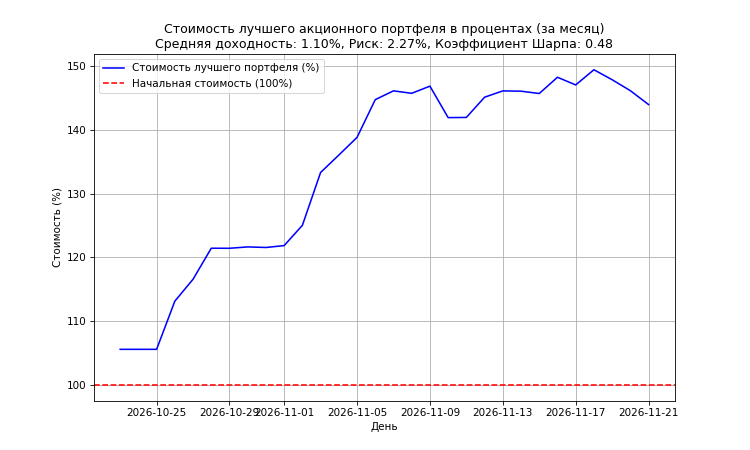 Стоимость лучшего акционного портфеля в процентах (за месяц)
Средняя доходность: 1.10%, Риск: 2.27%, Коэффициент Шарпа: 0.48
Стоимость лучшего портфеля (%)
Начальная стоимость (100%)
Стоимость (%)
150
140
130
120
110
100
2026-10-25 2026-10-29 2026-11-01 2026-11-05 2026-11-09 2026-11-13 2026-11-17 2026-11-21
День